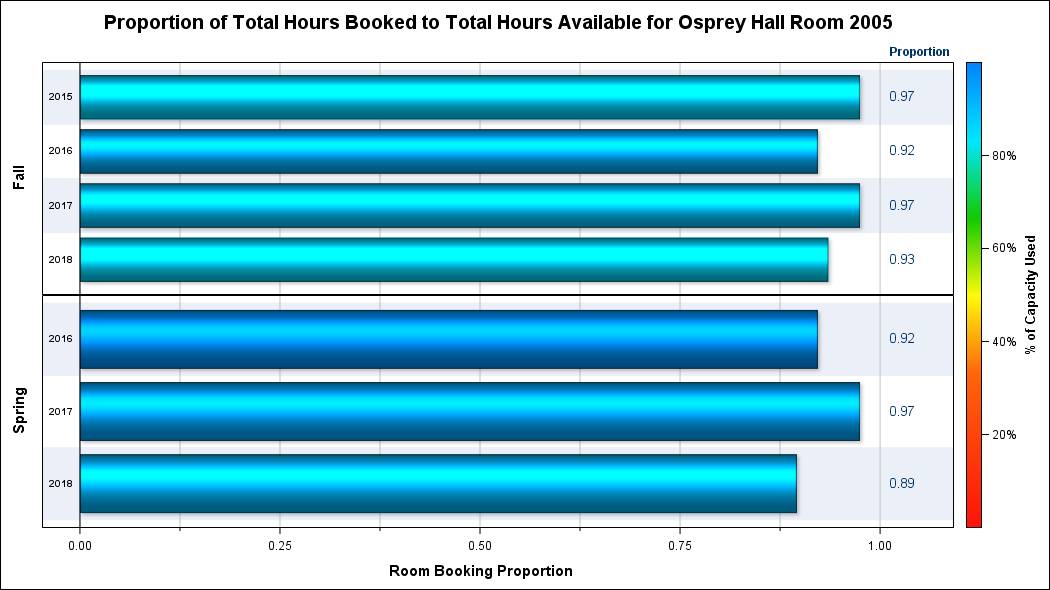 Proportion of Total Hours Booked to Total Hours Available for Osprey Hall Room 2005
Proportion
Fall
2015 0.97
2016 0.92
2017 0.97
2018 0.93
Spring
2016 0.92
2017 0.97
2018 0.89
0.00 0.25 0.50 0.75 1.00
Room Booking Proportion
80%
60%
40%
20%
% of Capacity Used